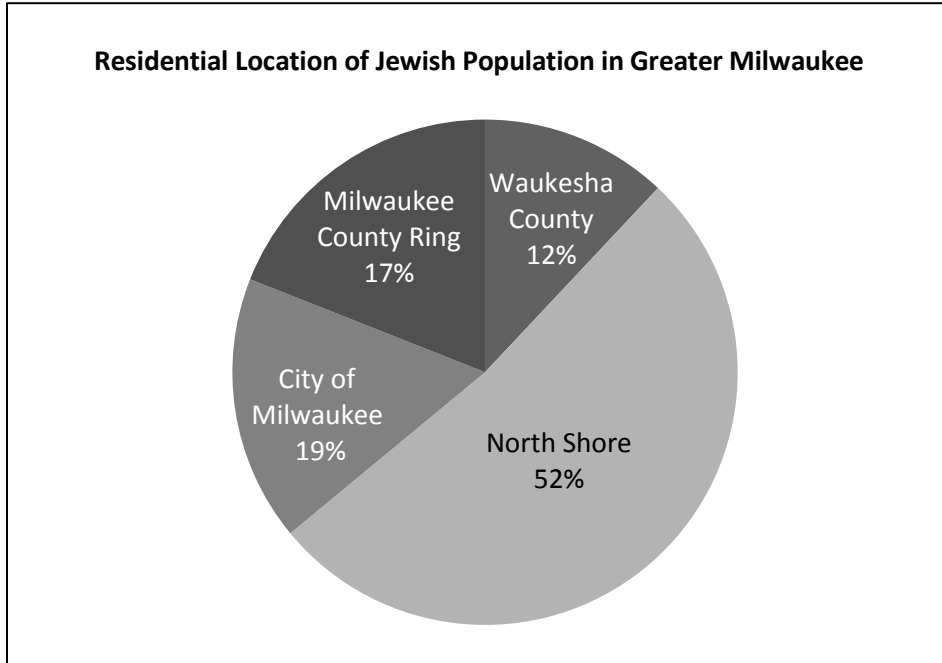 Residential Location of Jewish Population in Greater Milwaukee
Waukesha
County
12%
North Shore
52%
City of
Milwaukee
19%
Milwaukee
County Ring
17%